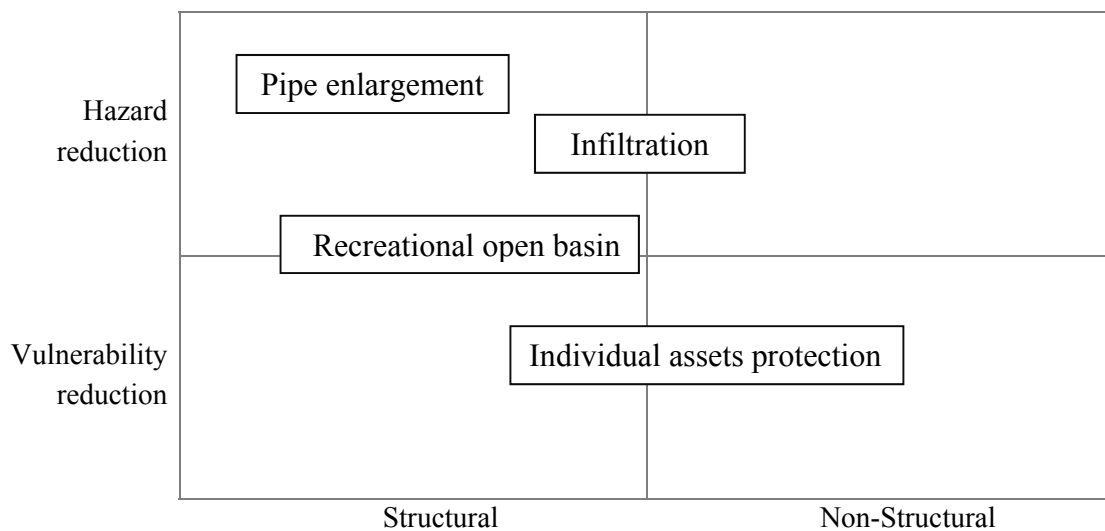 Pipe enlargement
Hazard
reduction
Infiltration
Recreational open basin
Vulnerability
reduction
Individual assets protection
Structural
Non-Structural